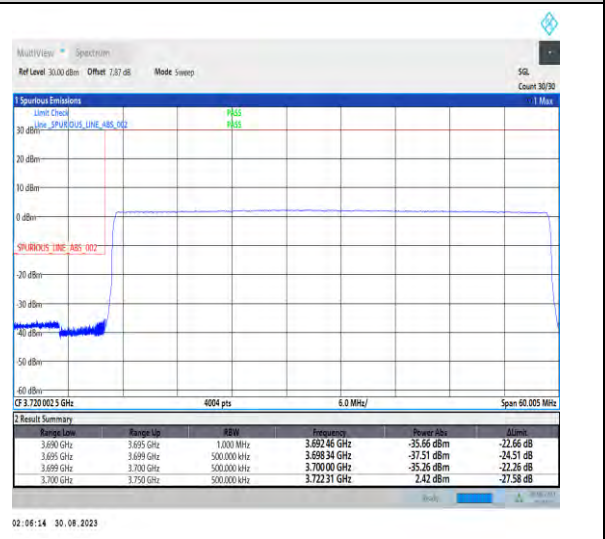 MultiView Spectrum
Ref Level 30.00 dBm Offset 7.87 dB Mode Sweep SGL
Count 30/30
1 Spurious Emissions 1 Max
Limit Check PASS
Line _SPURIOUS_LINE_ABS_002 PASS
30 dBm
20 dBm
10 dBm
0 dBm
SPURIOUS_LINE_ABS_002
-20 dBm
-30 dBm
-40 dBm
-50 dBm
-60 dBm
CF 3.720 002 5 GHz 4004 pts 6.0 MHz/ Span 60.005 MHz
2 Result Summary
Range Low Range Up RBW Frequency Power Abs ΔLimit
3.690 GHz 3.695 GHz 1.000 MHz 3.692 46 GHz -35.66 dBm -22.66 dB
3.695 GHz 3.699 GHz 500.000 kHz 3.698 34 GHz -37.51 dBm -24.51 dB
3.699 GHz 3.700 GHz 500.000 kHz 3.700 00 GHz -35.26 dBm -22.26 dB
3.700 GHz 3.750 GHz 500.000 kHz 3.722 31 GHz 2.42 dBm -27.58 dB
Ready
02:06:14 30.08.2023